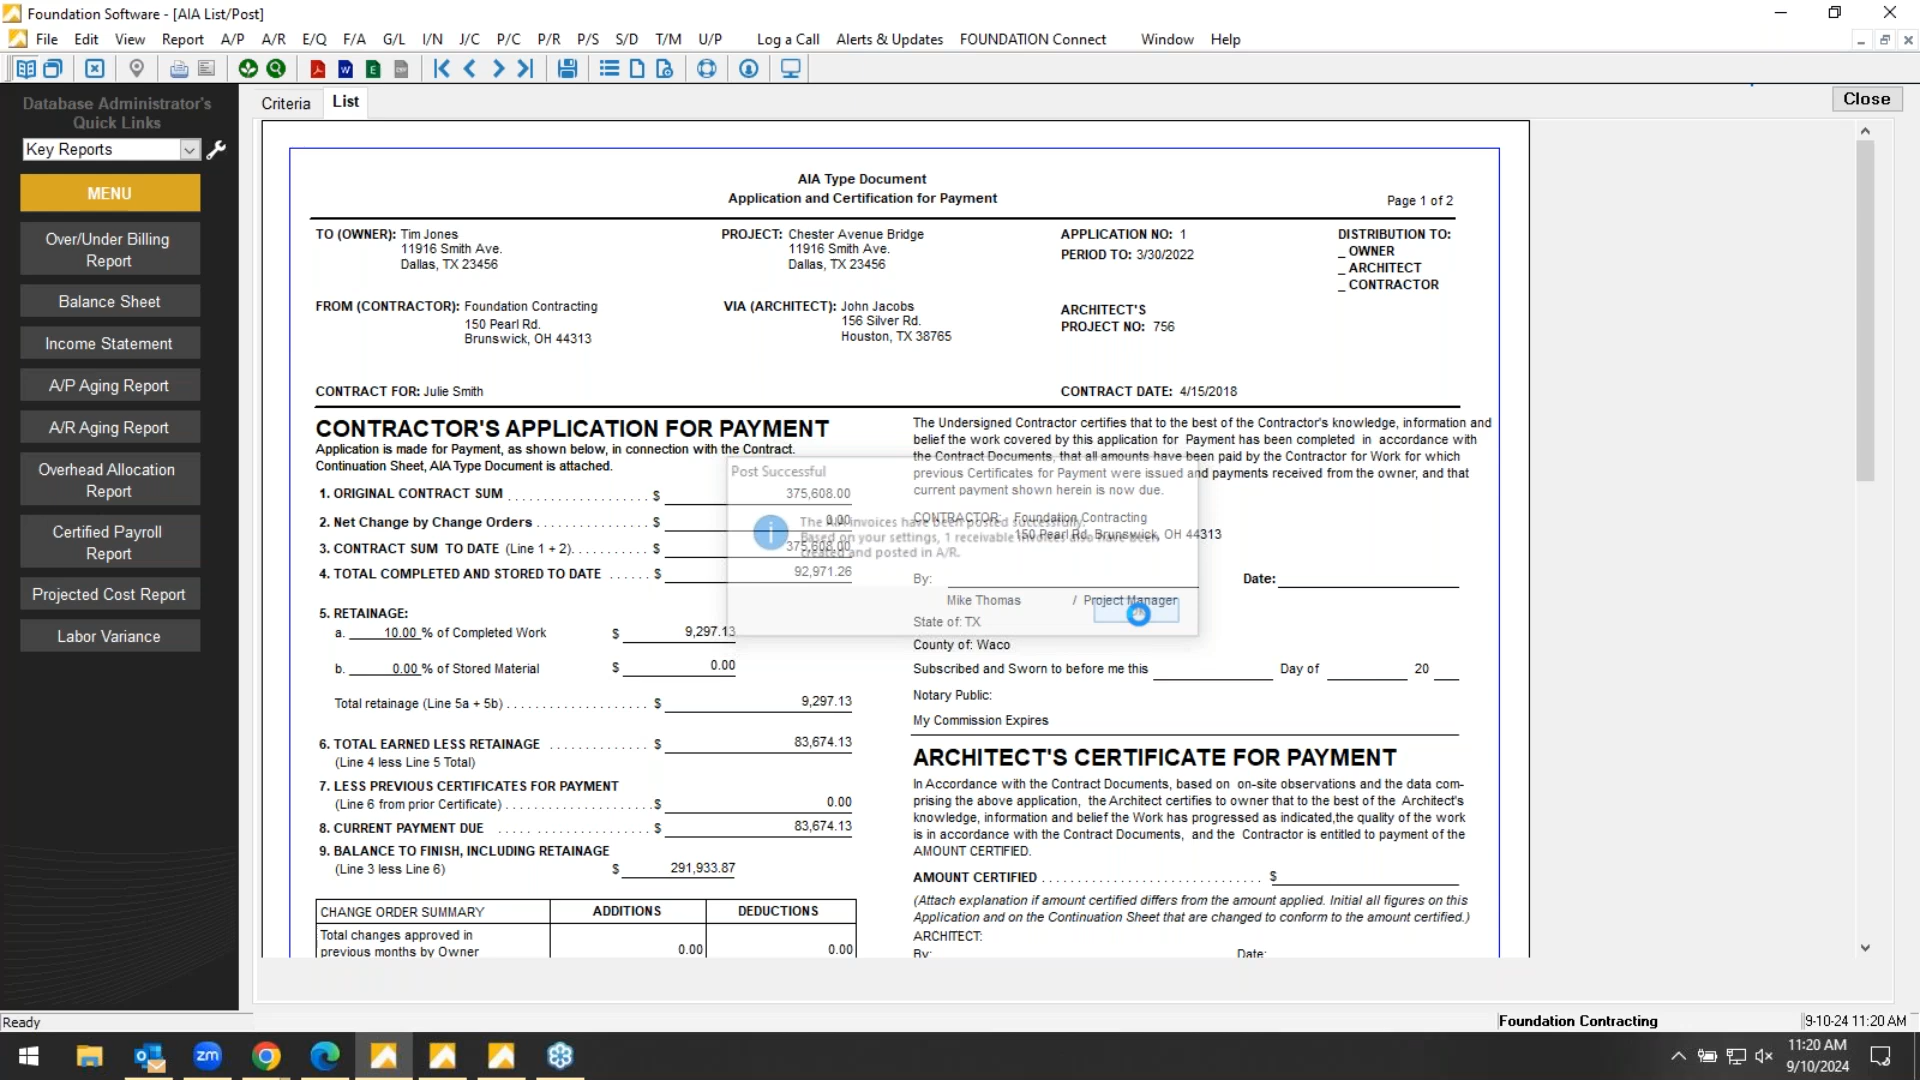 Foundation Software - [AIA List/Post]
File Edit View Report A/P A/R E/Q F/A G/L I/N J/C P/C P/R P/S S/D T/M U/P Log a Call Alerts & Updates FOUNDATION Connect Window Help
Database Administrator's
Quick Links
Key Reports
MENU
Over/Under Billing
Report
Balance Sheet
Income Statement
A/P Aging Report
A/R Aging Report
Overhead Allocation
Report
Certified Payroll
Report
Projected Cost Report
Labor Variance
Criteria List
Close
AIA Type Document
Application and Certification for Payment
Page 1 of 2
TO (OWNER): Tim Jones
11916 Smith Ave.
Dallas, TX 23456
PROJECT: Chester Avenue Bridge
11916 Smith Ave.
Dallas, TX 23456
APPLICATION NO: 1
PERIOD TO: 3/30/2022
DISTRIBUTION TO:
_ OWNER
_ ARCHITECT
_ CONTRACTOR
FROM (CONTRACTOR): Foundation Contracting
150 Pearl Rd.
Brunswick, OH 44313
VIA (ARCHITECT): John Jacobs
156 Silver Rd.
Houston, TX 38765
ARCHITECT'S
PROJECT NO: 756
CONTRACT FOR: Julie Smith
CONTRACT DATE: 4/15/2018
CONTRACTOR'S APPLICATION FOR PAYMENT
Application is made for Payment, as shown below, in connection with the Contract.
Continuation Sheet, AIA Type Document is attached.
1. ORIGINAL CONTRACT SUM . . . . . . . . . . . . . . . . . . . . $ 375,608.00
2. Net Change by Change Orders . . . . . . . . . . . . . . . . . $ 0.00
3. CONTRACT SUM TO DATE (Line 1 + 2). . . . . . . . . . . . $ 375,608.00
4. TOTAL COMPLETED AND STORED TO DATE . . . . . . $ 92,971.26
5. RETAINAGE:
a. 10.00 % of Completed Work $ 9,297.13
b. 0.00 % of Stored Material $ 0.00
Total retainage (Line 5a + 5b) . . . . . . . . . . . . . . . . . . . . $ 9,297.13
6. TOTAL EARNED LESS RETAINAGE . . . . . . . . . . . . . . $ 83,674.13
(Line 4 less Line 5 Total)
7. LESS PREVIOUS CERTIFICATES FOR PAYMENT
(Line 6 from prior Certificate) . . . . . . . . . . . . . . . . . . . . . $ 0.00
8. CURRENT PAYMENT DUE . . . . . . . . . . . . . . . . . . . . . $ 83,674.13
9. BALANCE TO FINISH, INCLUDING RETAINAGE
(Line 3 less Line 6) $ 291,933.87
CHANGE ORDER SUMMARY ADDITIONS DEDUCTIONS
Total changes approved in
previous months by Owner 0.00 0.00
The Undersigned Contractor certifies that to the best of the Contractor's knowledge, information and
belief the work covered by this application for Payment has been completed in accordance with
the Contract Documents, that all amounts have been paid by the Contractor for Work for which
previous Certificates for Payment were issued and payments received from the owner, and that
current payment shown herein is now due.
CONTRACTOR: Foundation Contracting
150 Pearl Rd. Brunswick, OH 44313
By: Date:
Mike Thomas / Project Manager
State of: TX
County of: Waco
Subscribed and Sworn to before me this Day of 20
Notary Public:
My Commission Expires
Post Successful
The AIA invoices have been posted successfully.
Based on your settings, 1 receivable invoices also have been
created and posted in A/R.
ARCHITECT'S CERTIFICATE FOR PAYMENT
In Accordance with the Contract Documents, based on on-site observations and the data com-
prising the above application, the Architect certifies to owner that to the best of the Architect's
knowledge, information and belief the Work has progressed as indicated,the quality of the work
is in accordance with the Contract Documents, and the Contractor is entitled to payment of the
AMOUNT CERTIFIED.
AMOUNT CERTIFIED . . . . . . . . . . . . . . . . . . . . . . . . . . . . $
(Attach explanation if amount certified differs from the amount applied. Initial all figures on this
Application and on the Continuation Sheet that are changed to conform to the amount certified.)
ARCHITECT:
By: Date:
Ready
Foundation Contracting
9-10-24 11:20 AM
zm
11:20 AM
9/10/2024